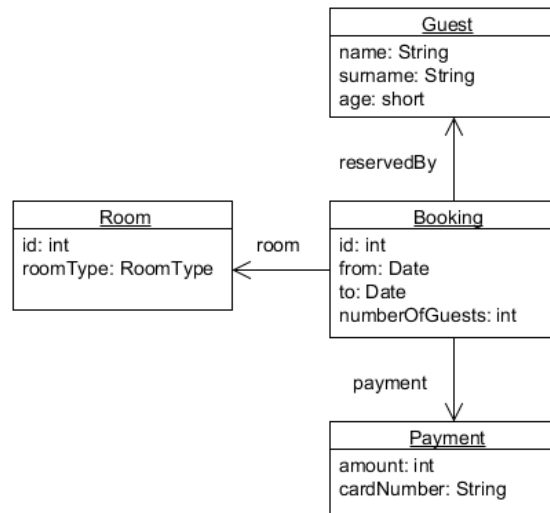 Guest
name: String
surname: String
age: short
reservedBy
Room
id: int
roomType: RoomType
room
Booking
id: int
from: Date
to: Date
numberOfGuests: int
payment
Payment
amount: int
cardNumber: String